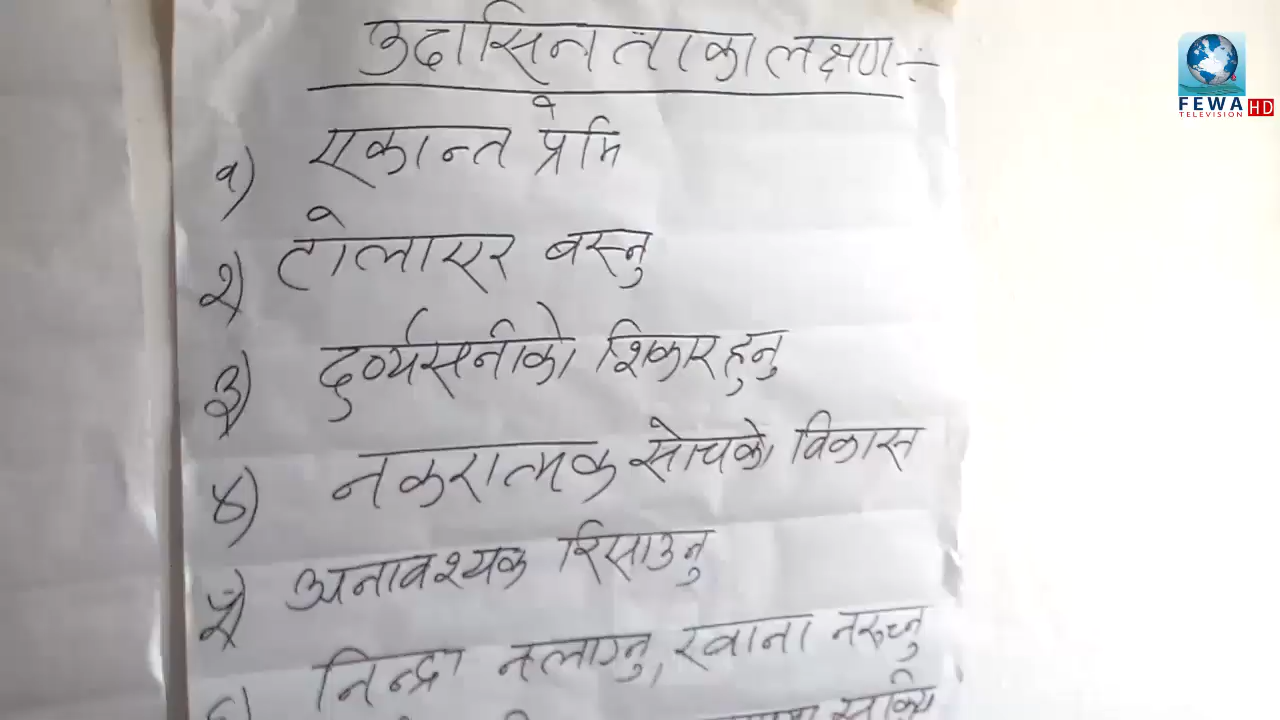 उदासिनताका लक्षण :-
१) एकान्त प्रेमि
२) टोलाएर बस्नु
३) दुर्व्यसनीको शिकार हुनु
४) नकरात्मक सोचको विकास
५) अनावश्यक रिसाउनु
६) निन्द्रा नलाग्नु, खाना नरुच्नु
FEWA
TELEVISION HD